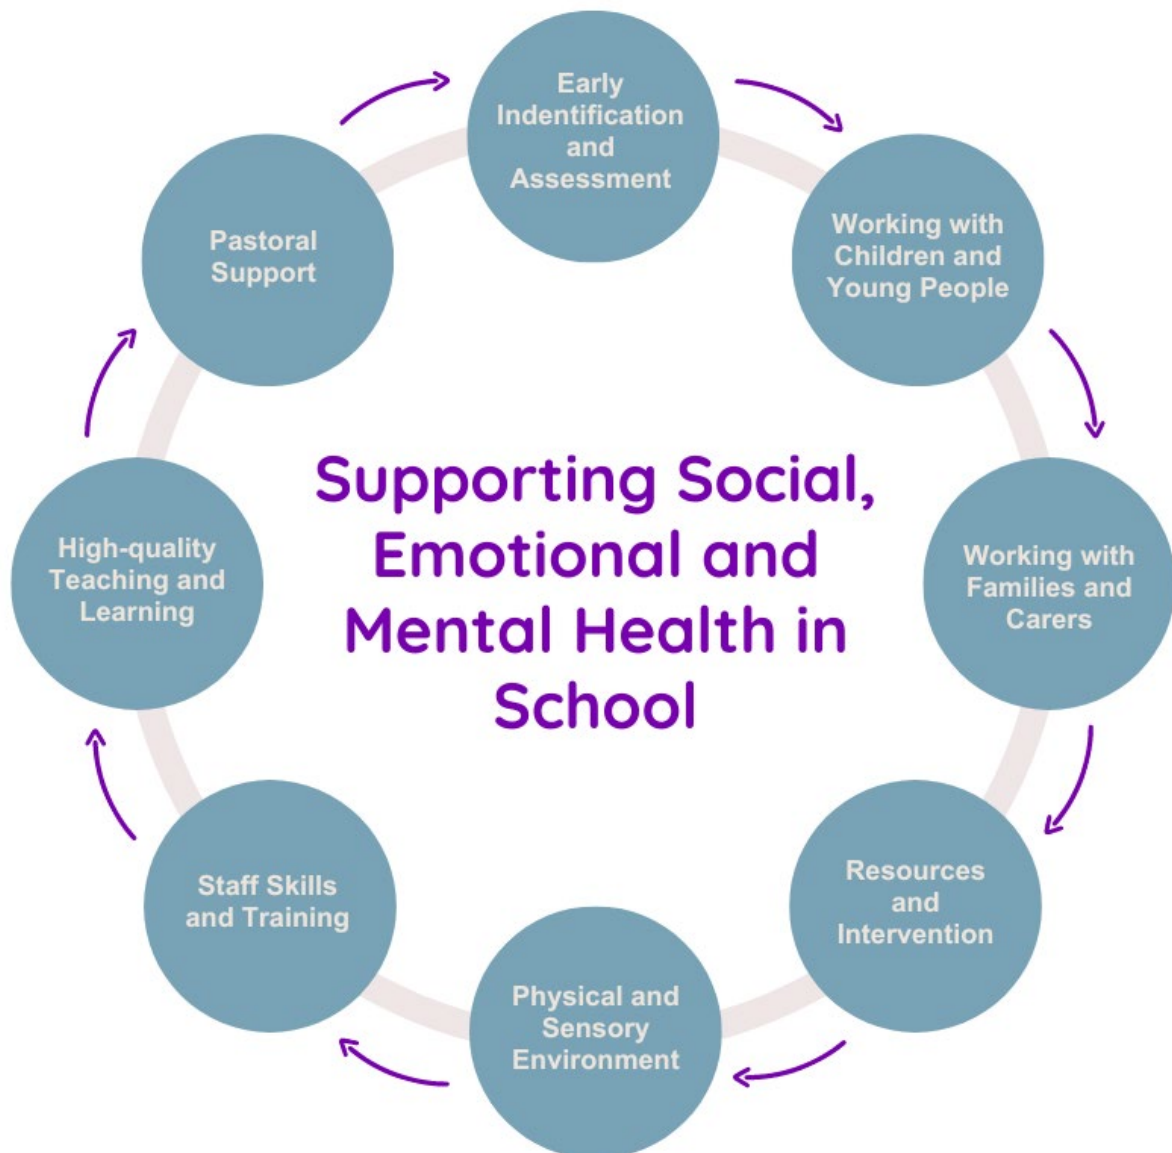 Early
Indentification
and
Assessment
Working with
Children and
Young People
Working with
Families and
Carers
Resources
and
Intervention
Physical and
Sensory
Environment
Staff Skills
and Training
High-quality
Teaching and
Learning
Pastoral
Support
Supporting Social,
Emotional and
Mental Health in
School